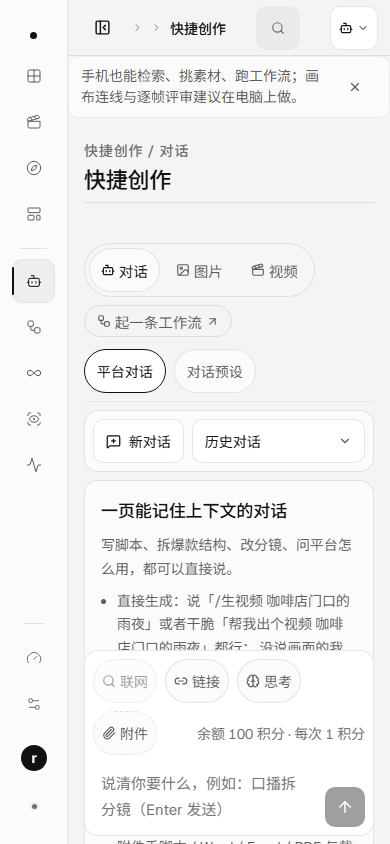 快捷创作
手机也能检索、挑素材、跑工作流；画
布连线与逐帧评审建议在电脑上做。
快捷创作 / 对话
快捷创作
对话
图片
视频
起一条工作流
平台对话
对话预设
新对话
历史对话
一页能记住上下文的对话
写脚本、拆爆款结构、改分镜、问平台怎
么用，都可以直接说。
直接生成：说「/生视频 咖啡店门口的
雨夜」或者干脆「帮我出个视频 咖啡
店门口的雨夜」都行；没说画面的我
联网
链接
思考
附件
余额 100 积分 · 每次 1 积分
说清你要什么，例如：口播拆
分镜（Enter 发送）
r